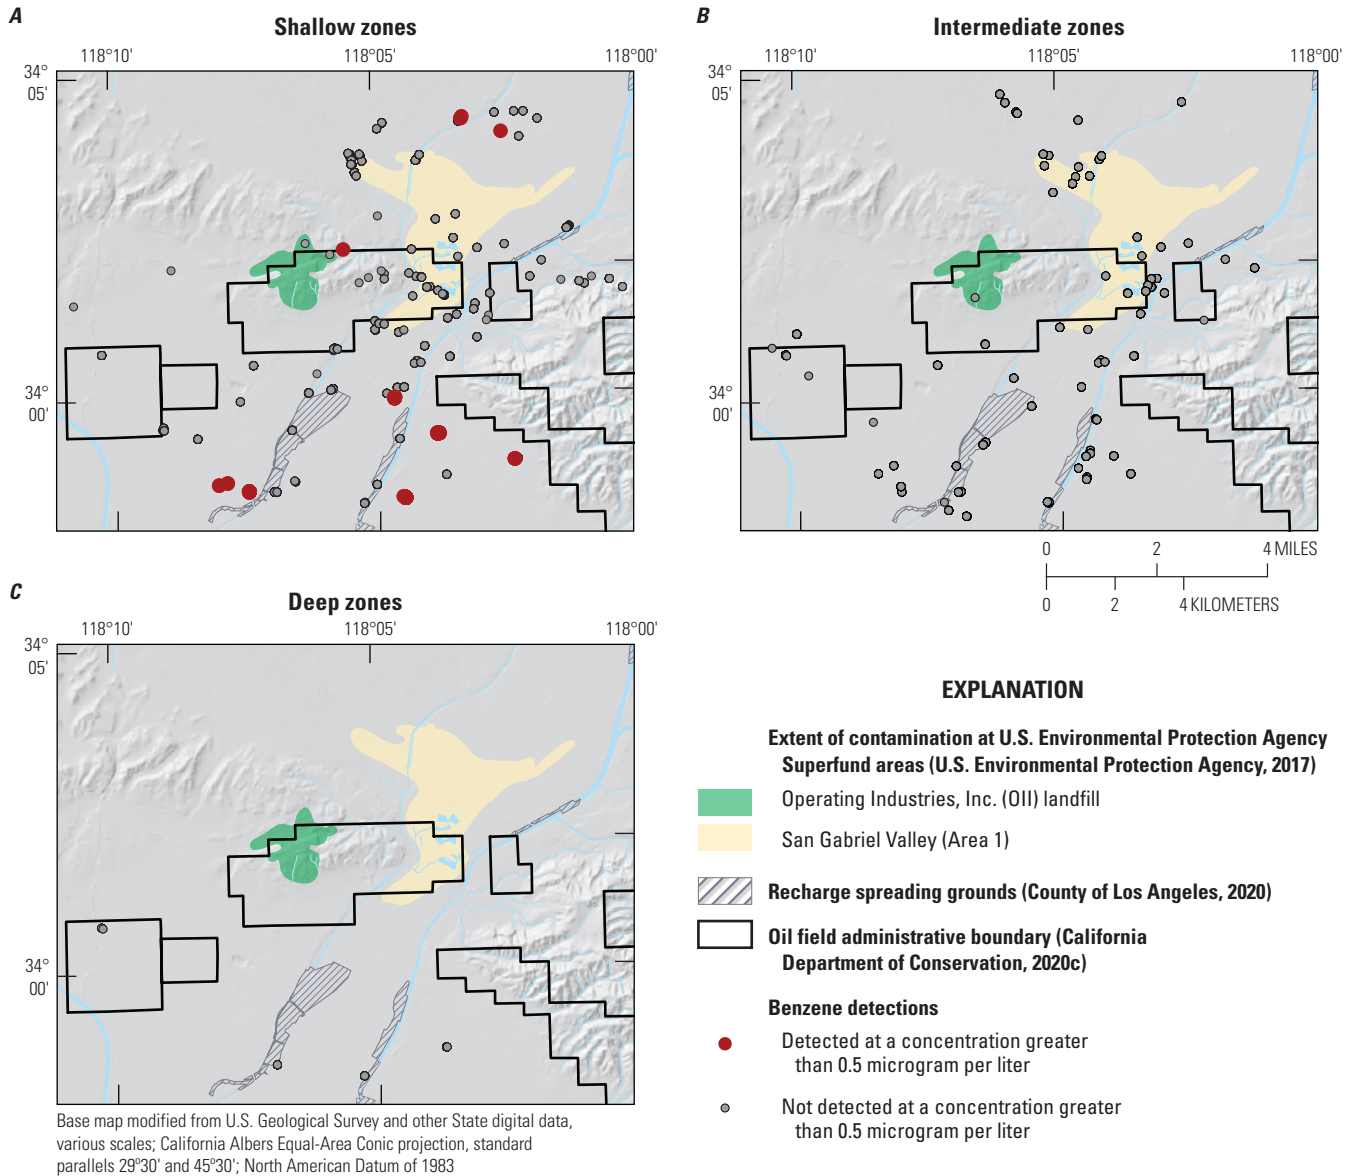 A
Shallow zones
118°10'
118°05'
118°00'
34°
05'
34°
00'
B
Intermediate zones
118°10'
118°05'
118°00'
34°
05'
34°
00'
0
2
4 MILES
0
2
4 KILOMETERS
C
Deep zones
118°10'
118°05'
118°00'
34°
05'
34°
00'
Base map modified from U.S. Geological Survey and other State digital data,
various scales; California Albers Equal-Area Conic projection, standard
parallels 29º30' and 45º30'; North American Datum of 1983
EXPLANATION
Extent of contamination at U.S. Environmental Protection Agency
Superfund areas (U.S. Environmental Protection Agency, 2017)
Operating Industries, Inc. (OII) landfill
San Gabriel Valley (Area 1)
Recharge spreading grounds (County of Los Angeles, 2020)
Oil field administrative boundary (California
Department of Conservation, 2020c)
Benzene detections
Detected at a concentration greater
than 0.5 microgram per liter
Not detected at a concentration greater
than 0.5 microgram per liter